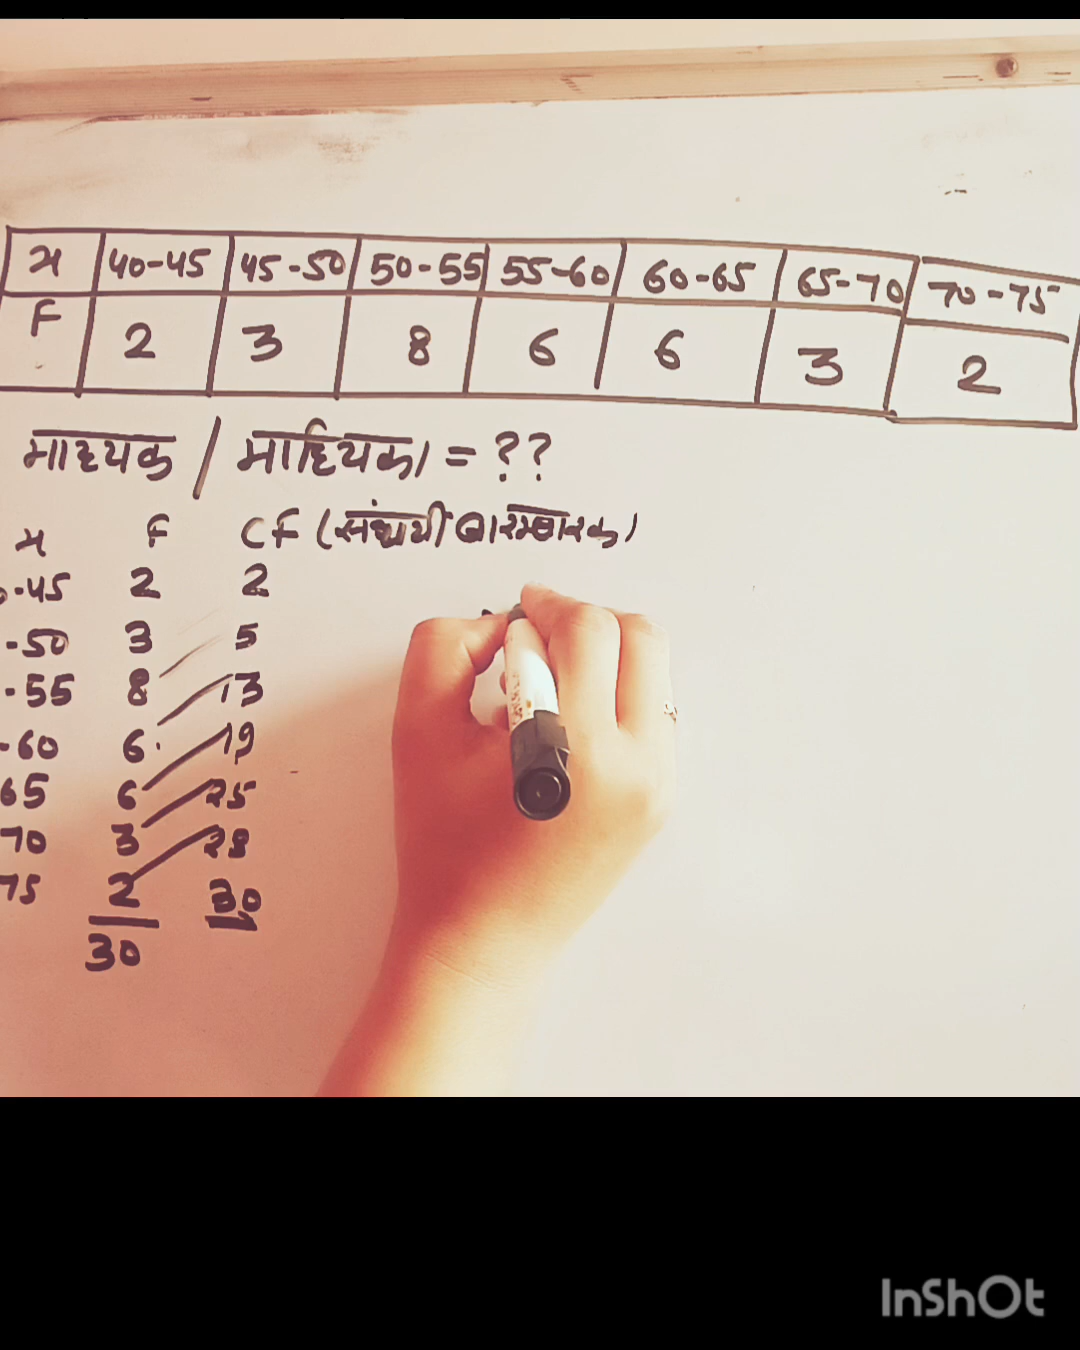 x 40-45 45-50 50-55 55-60 60-65 65-70 70-75
F 2 3 8 6 6 3 2
माध्यक / माध्यिका = ??
x F CF (संचयी बारम्बारता)
-45 2 2
-50 3 5
-55 8 13
-60 6 19
65 6 25
70 3 28
75 2 30
30
InShOt